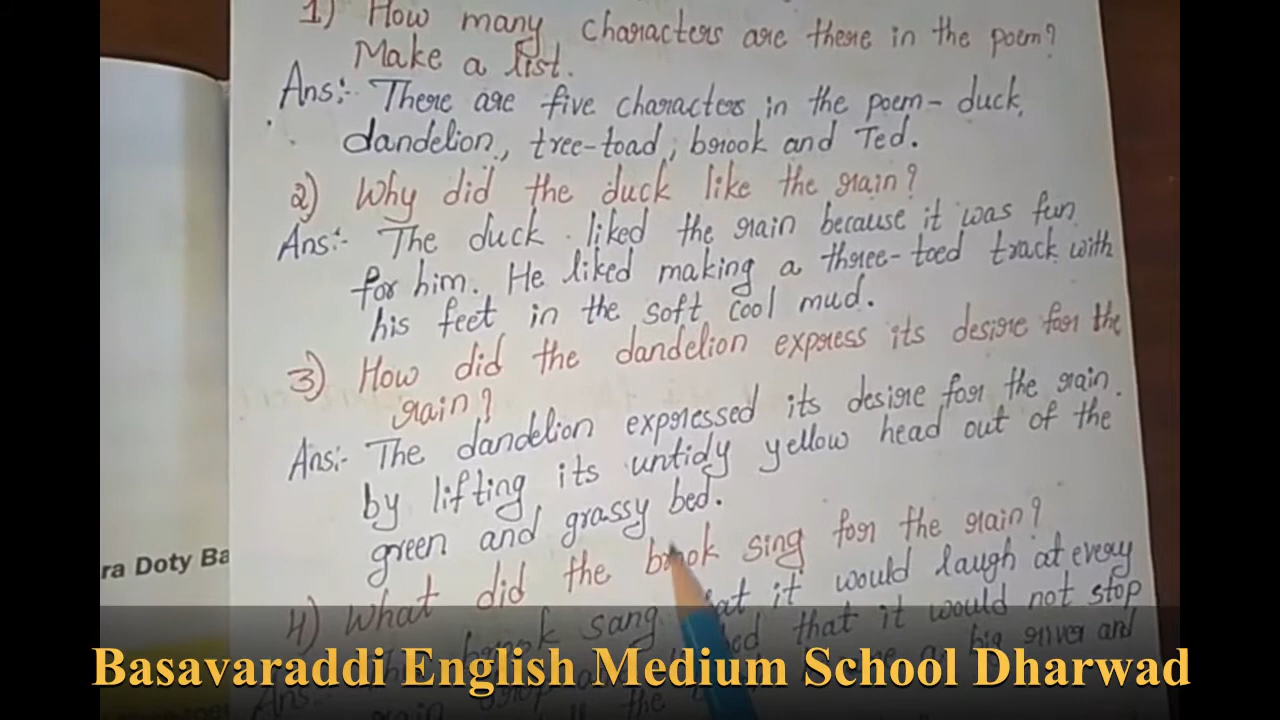 1) How many characters are there in the poem?
Make a list.
Ans:- There are five characters in the poem- duck,
dandelion, tree-toad, brook and Ted.
2) Why did the duck like the rain?
Ans:- The duck liked the rain because it was fun
for him. He liked making a three-toed track with
his feet in the soft cool mud.
3) How did the dandelion express its desire for the
rain?
Ans:- The dandelion expressed its desire for the rain
by lifting its untidy yellow head out of the
green and grassy bed.
4) What did the brook sing for the rain?
brook sang it would laugh at every
that it would not stop
big river and
the
ra Doty Ba
Basavaraddi English Medium School Dharwad